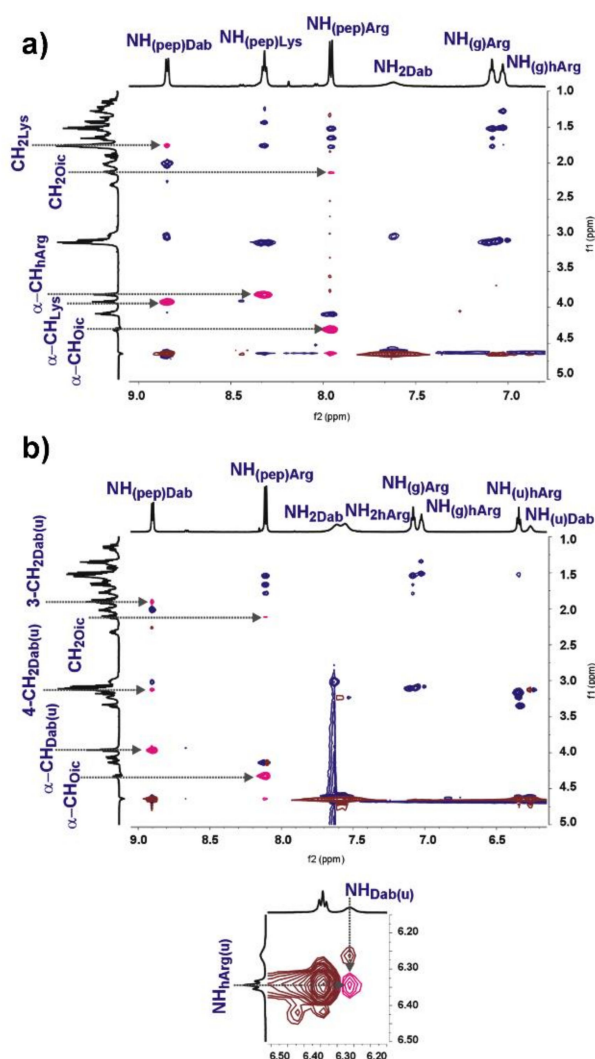 a)
NH(pep)Dab
NH(pep)Lys
NH(pep)Arg
NH2Dab
NH(g)Arg
NH(g)hArg
CH2Lys
CH2Oic
α–CHhArg
α–CHLys
α–CHOic
1.0
1.5
2.0
2.5
3.0
3.5
4.0
4.5
5.0
f1 (ppm)
9.0 8.5 8.0 7.5 7.0
f2 (ppm)
b)
NH(pep)Dab
NH(pep)Arg
NH2Dab
NH2hArg
NH(g)Arg
NH(g)hArg
NH(u)hArg
NH(u)Dab
3-CH2Dab(u)
CH2Oic
4-CH2Dab(u)
α–CHDab(u)
α–CHOic
1.0
1.5
2.0
2.5
3.0
3.5
4.0
4.5
5.0
f1 (ppm)
9.0 8.5 8.0 7.5 7.0 6.5
f2 (ppm)
NHDab(u)
NHhArg(u)
6.20
6.30
6.40
6.50
6.50 6.40 6.30 6.20